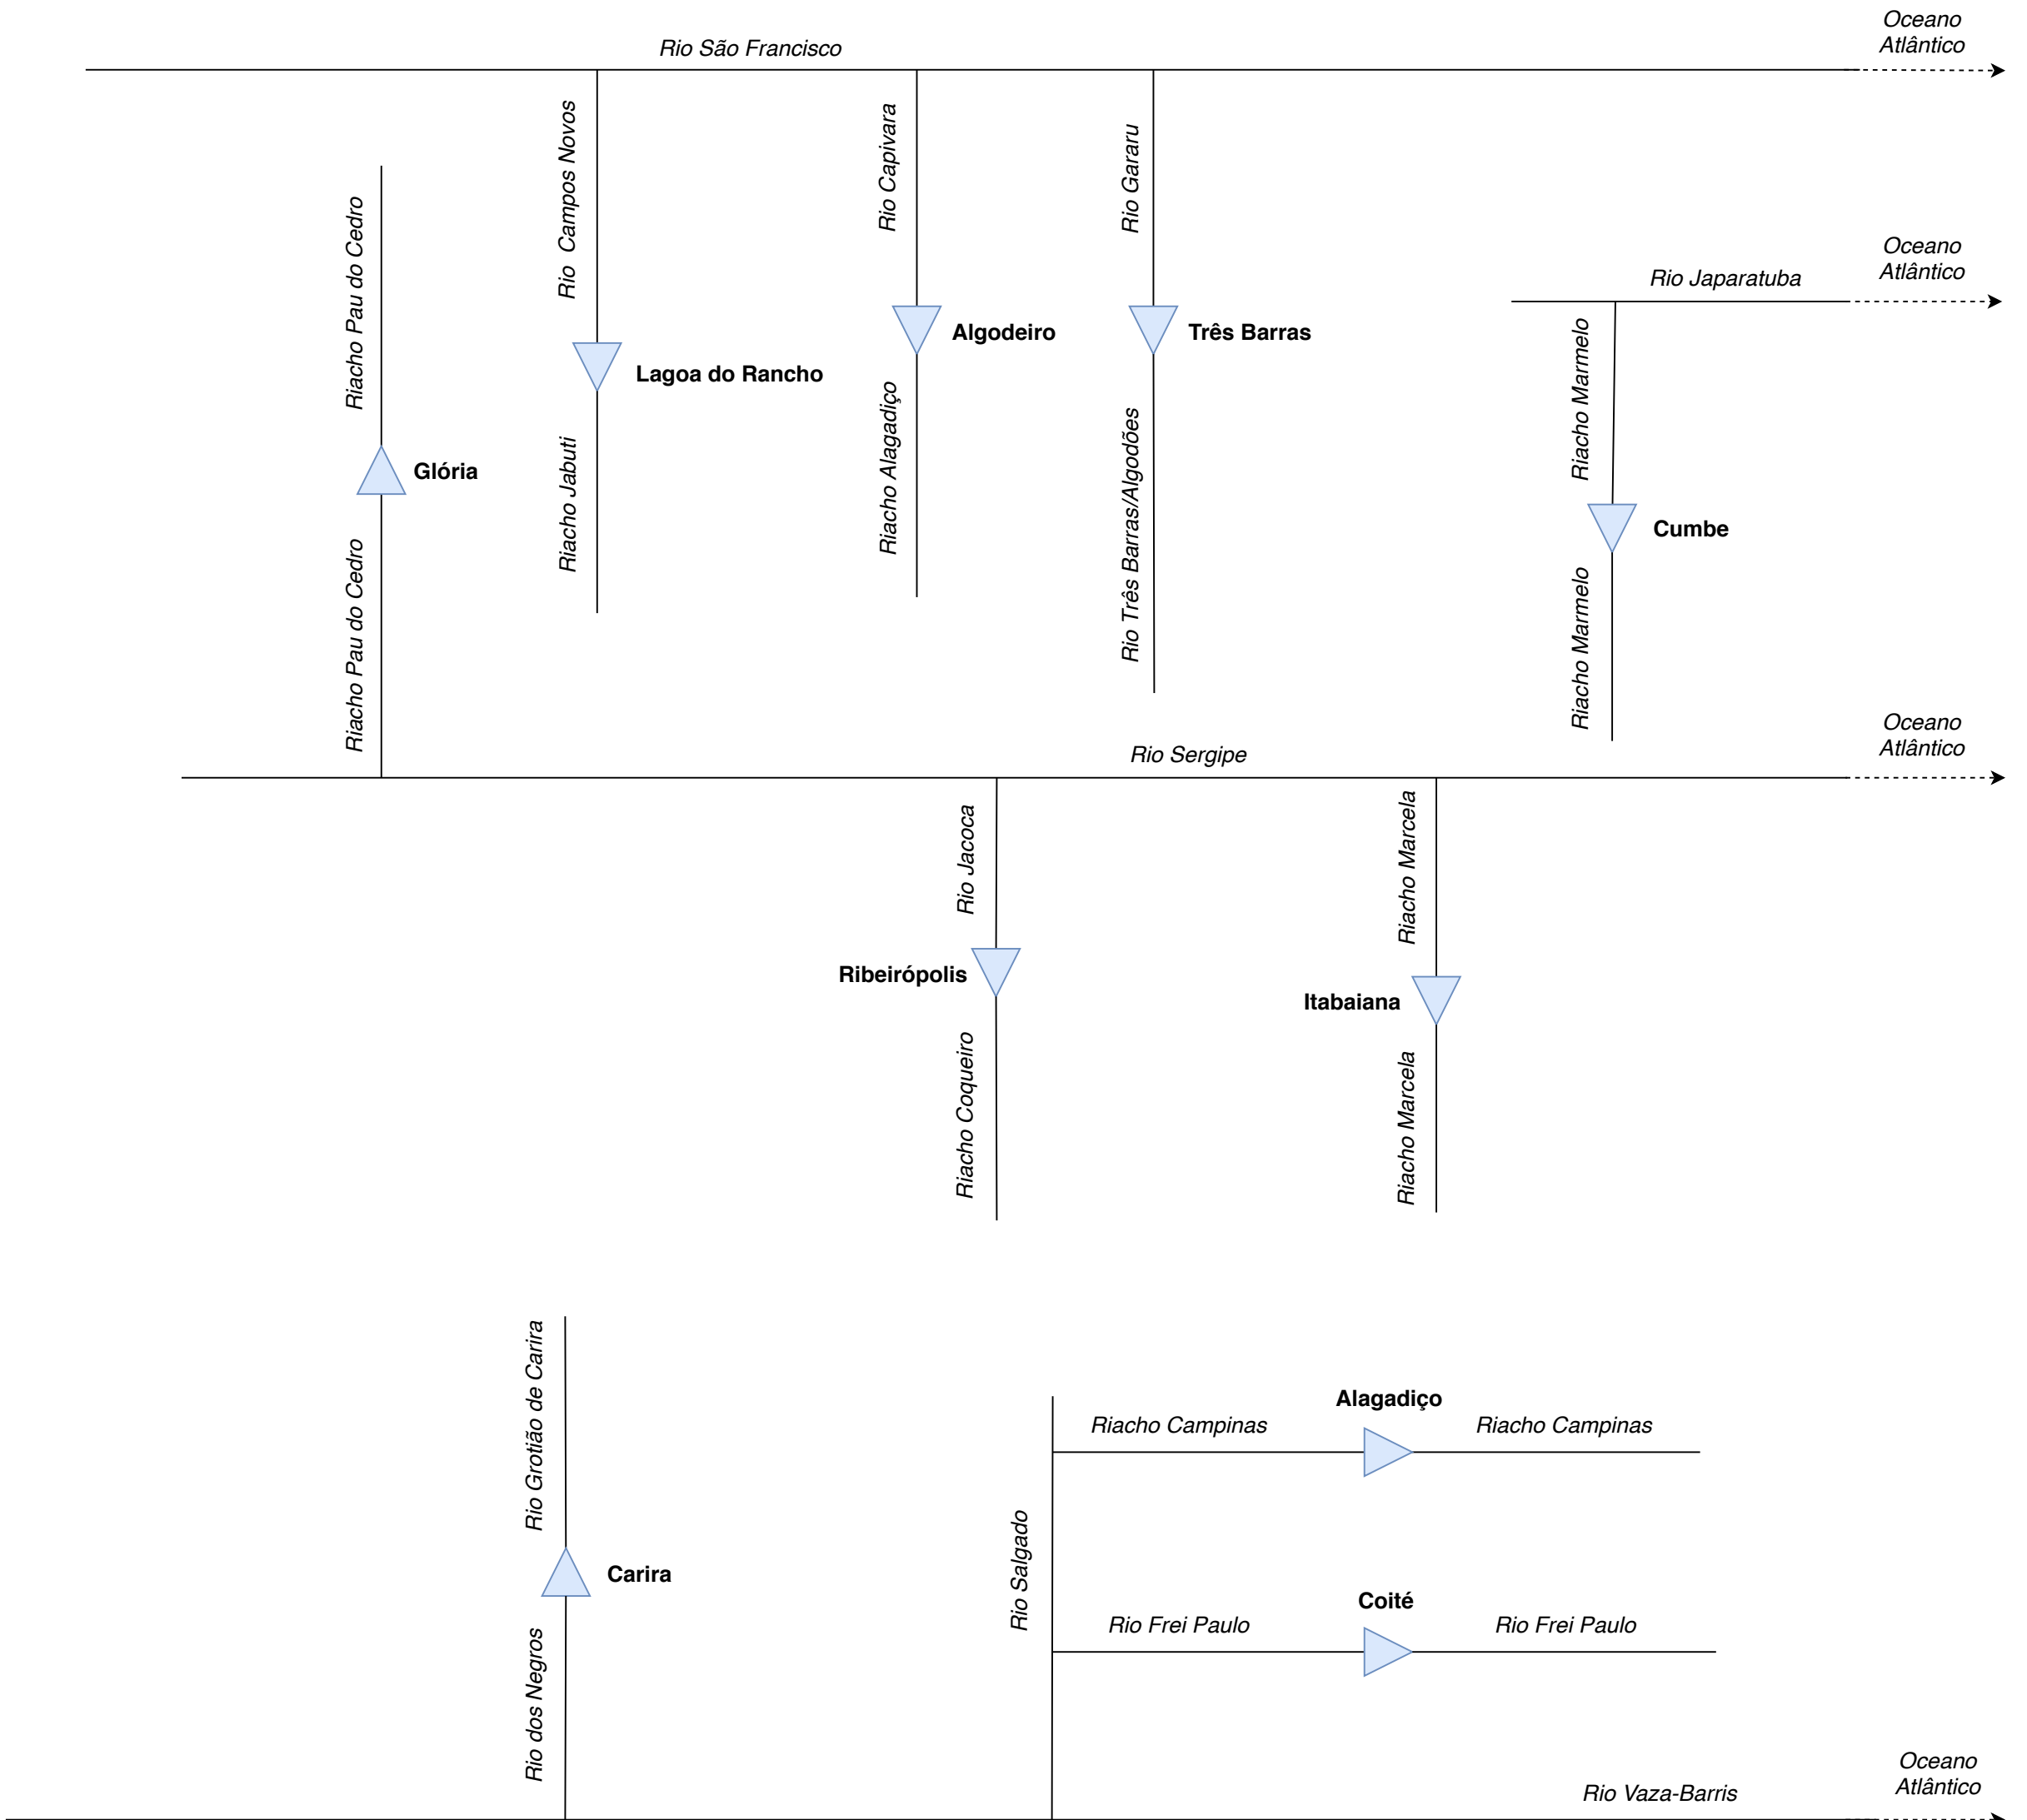 Oceano
Atlântico
Rio São Francisco
Rio  Campos Novos
Rio Capivara
Rio Gararu
Riacho Pau do Cedro
Oceano
Atlântico
Rio Japaratuba
Riacho Marmelo
Algodeiro
Três Barras
Lagoa do Rancho
Glória
Riacho Jabuti
Riacho Alagadiço
Rio Três Barras/Algodões
Cumbe
Riacho Pau do Cedro
Riacho Marmelo
Oceano
Atlântico
Rio Sergipe
Rio Jacoca
Riacho Marcela
Ribeirópolis
Itabaiana
Riacho Coqueiro
Riacho Marcela
Rio Grotião de Carira
Alagadiço
Riacho Campinas
Riacho Campinas
Rio Salgado
Carira
Coité
Rio Frei Paulo
Rio Frei Paulo
Rio dos Negros
Oceano
Atlântico
Rio Vaza-Barris